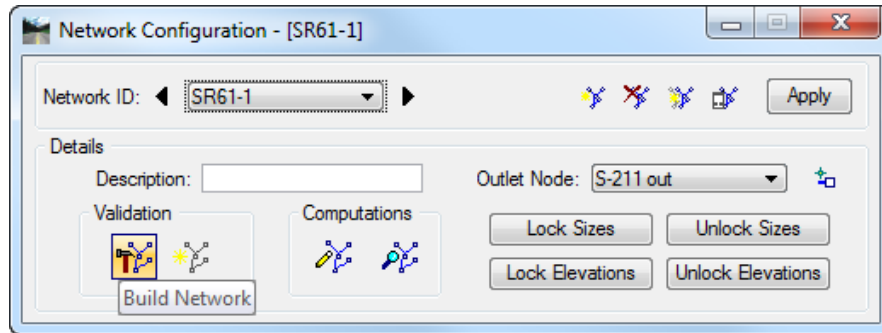 Network Configuration - [SR61-1]
Network ID: SR61-1 Apply
Details
Description: Outlet Node: S-211 out
Validation Computations
Lock Sizes Unlock Sizes
Lock Elevations Unlock Elevations
Build Network